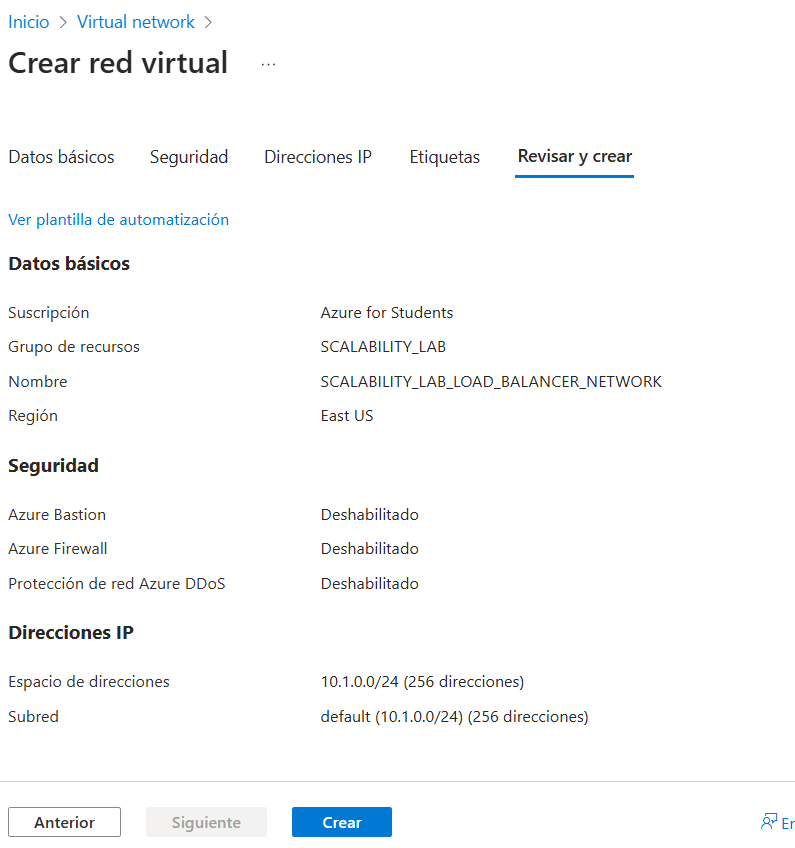 Inicio > Virtual network >
Crear red virtual ...
Datos básicos Seguridad Direcciones IP Etiquetas Revisar y crear
Ver plantilla de automatización
Datos básicos
Suscripción Azure for Students
Grupo de recursos SCALABILITY_LAB
Nombre SCALABILITY_LAB_LOAD_BALANCER_NETWORK
Región East US
Seguridad
Azure Bastion Deshabilitado
Azure Firewall Deshabilitado
Protección de red Azure DDoS Deshabilitado
Direcciones IP
Espacio de direcciones 10.1.0.0/24 (256 direcciones)
Subred default (10.1.0.0/24) (256 direcciones)
Anterior Siguiente Crear